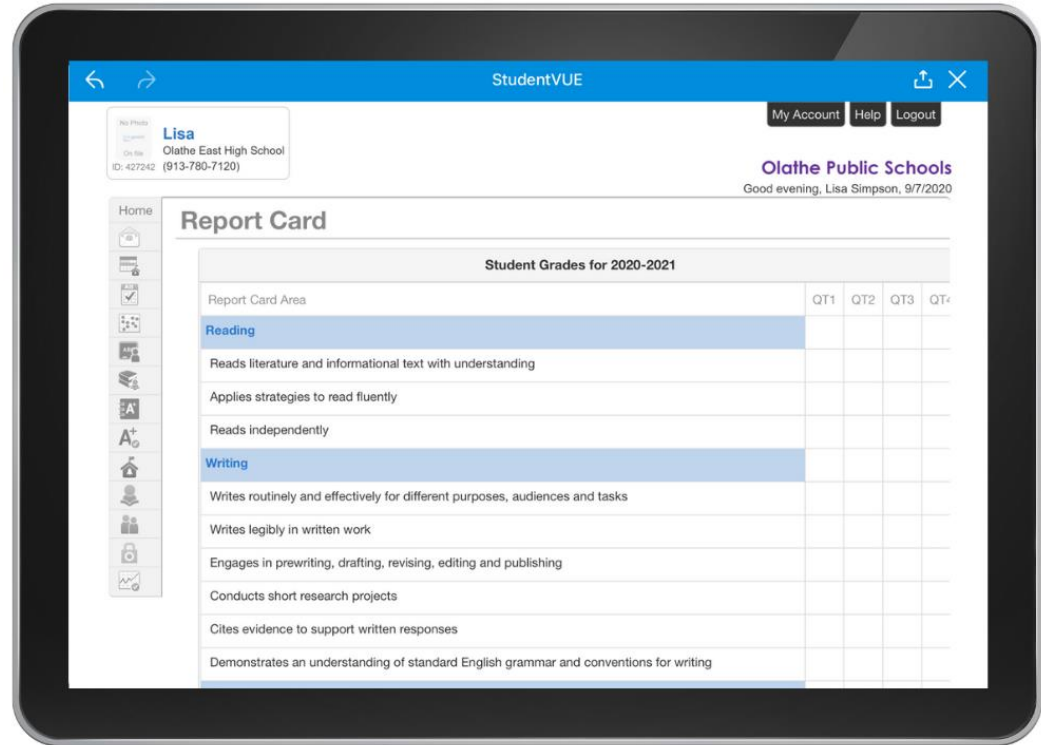 StudentVUE
My Account Help Logout
No Photo
On file
ID: 427242
Lisa
Olathe East High School
(913-780-7120)
Olathe Public Schools
Good evening, Lisa Simpson, 9/7/2020
Home
Report Card
Student Grades for 2020-2021
Report Card Area QT1 QT2 QT3 QT4
Reading
Reads literature and informational text with understanding
Applies strategies to read fluently
Reads independently
Writing
Writes routinely and effectively for different purposes, audiences and tasks
Writes legibly in written work
Engages in prewriting, drafting, revising, editing and publishing
Conducts short research projects
Cites evidence to support written responses
Demonstrates an understanding of standard English grammar and conventions for writing